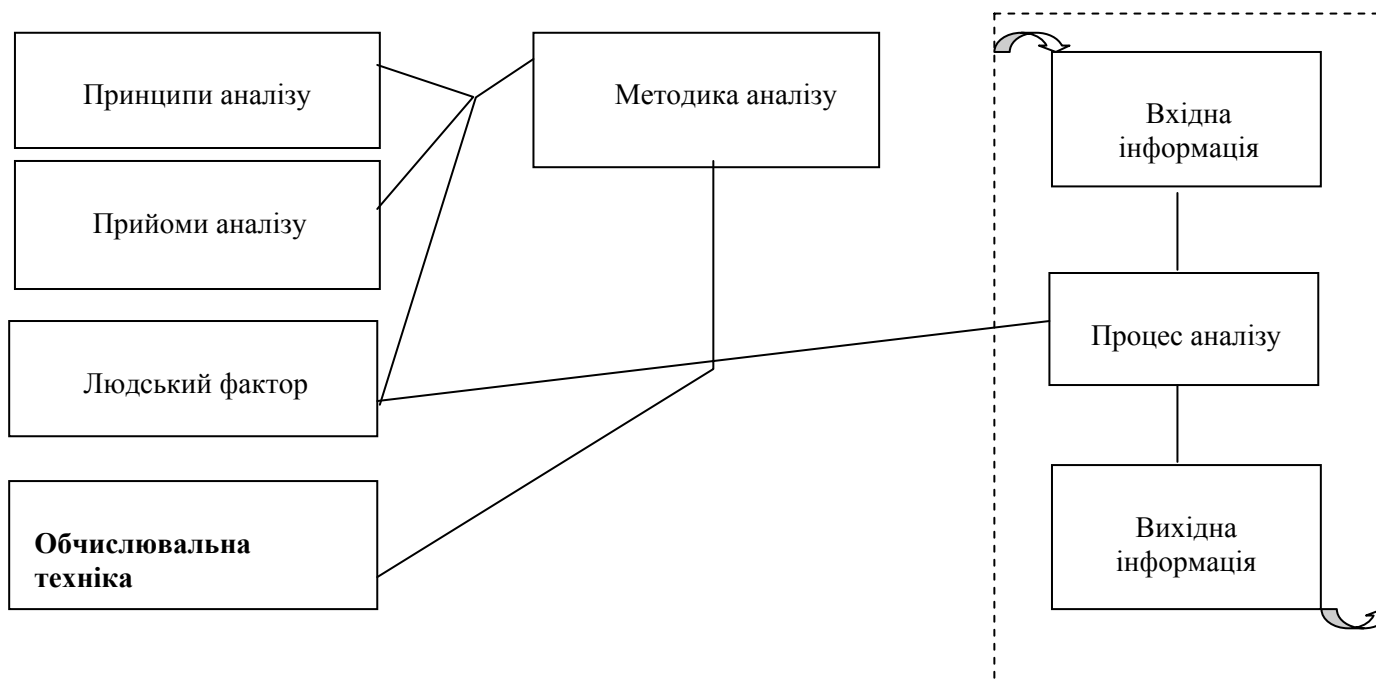 Принципи аналізу
Методика аналізу
Вхідна
інформація
Прийоми аналізу
Процес аналізу
Людський фактор
Обчислювальна
техніка
Вихідна
інформація